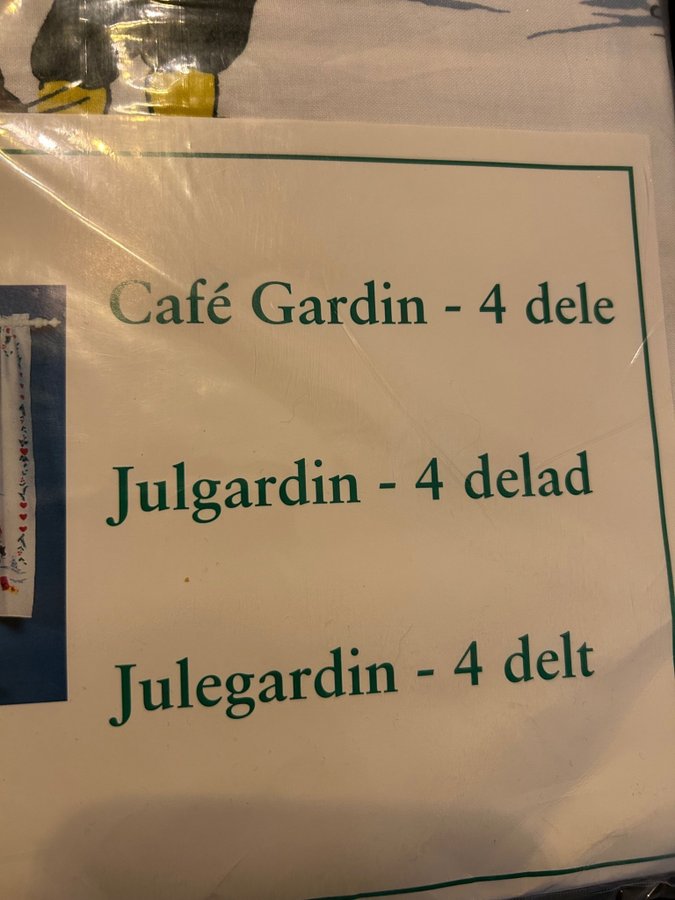 Café Gardin - 4 dele
Julgardin - 4 delad
Julegardin - 4 delt